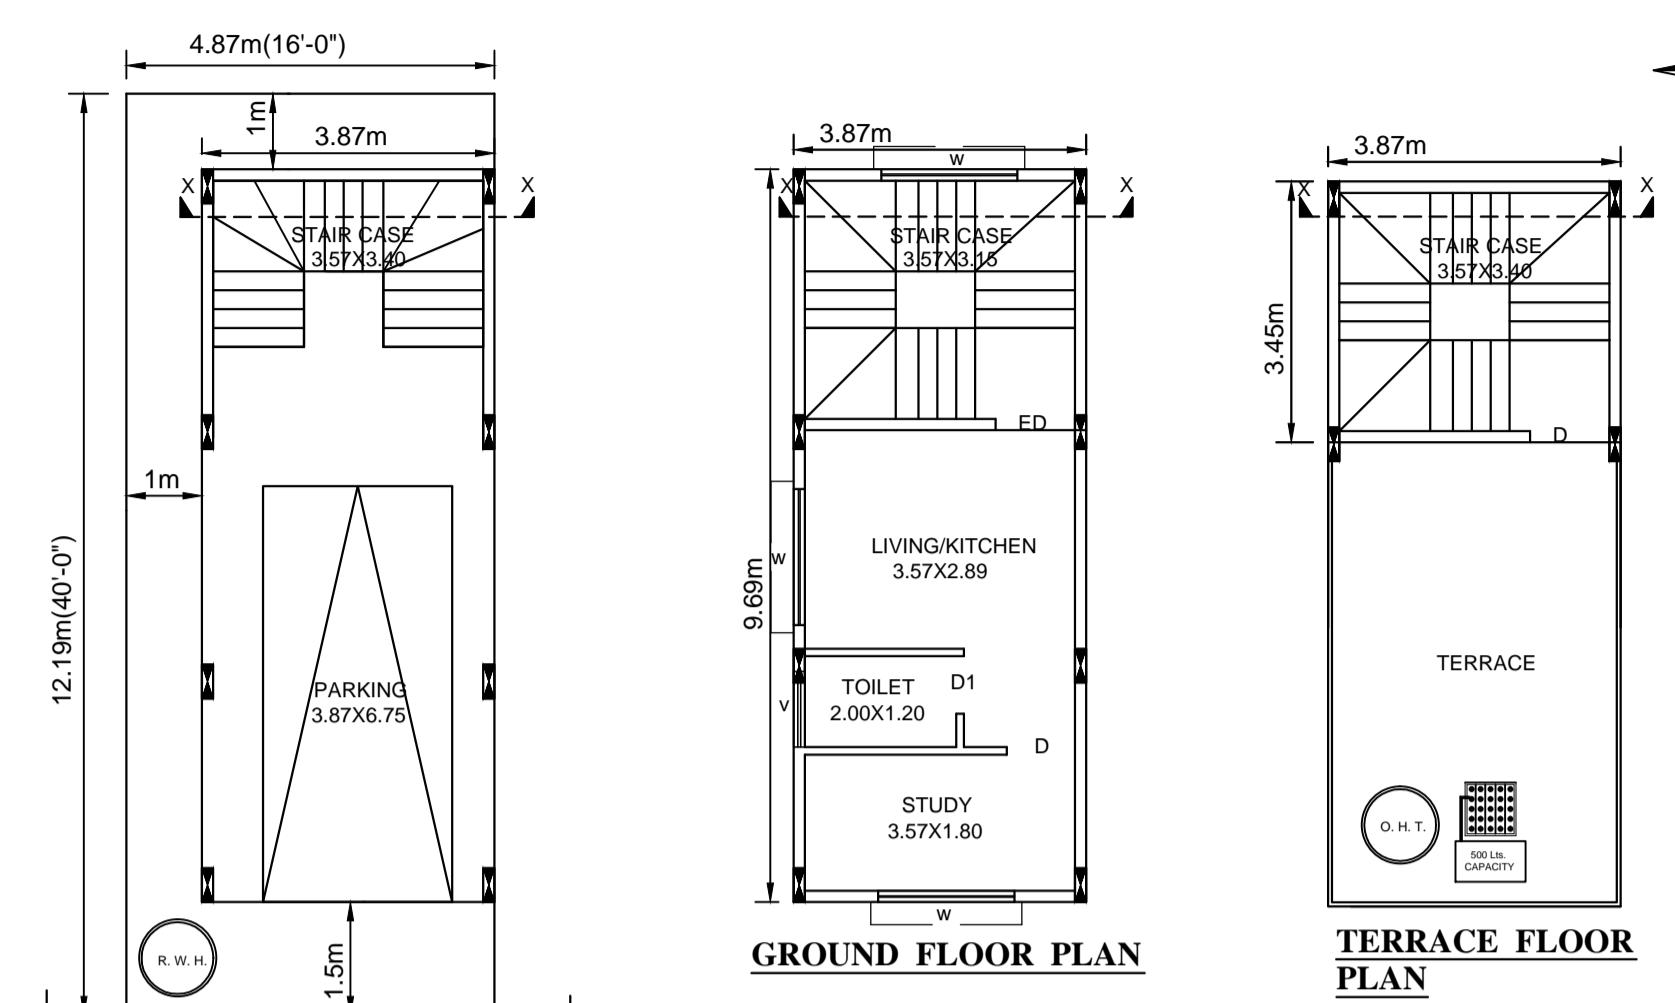 4.87m(16'-0")
1m
3.87m
X
X
STAIR CASE
3.57X3.40
1m
12.19m(40'-0")
PARKING
3.87X6.75
R. W. H.
1.5m
3.87m
W
X
X
STAIR CASE
3.57X3.15
ED
W
LIVING/KITCHEN
3.57X2.89
9.69m
TOILET
2.00X1.20
D1
V
D
STUDY
3.57X1.80
W
GROUND FLOOR PLAN
3.87m
X
X
STAIR CASE
3.57X3.40
3.45m
D
TERRACE
O. H. T.
500 Lts.
CAPACITY
TERRACE FLOOR
PLAN